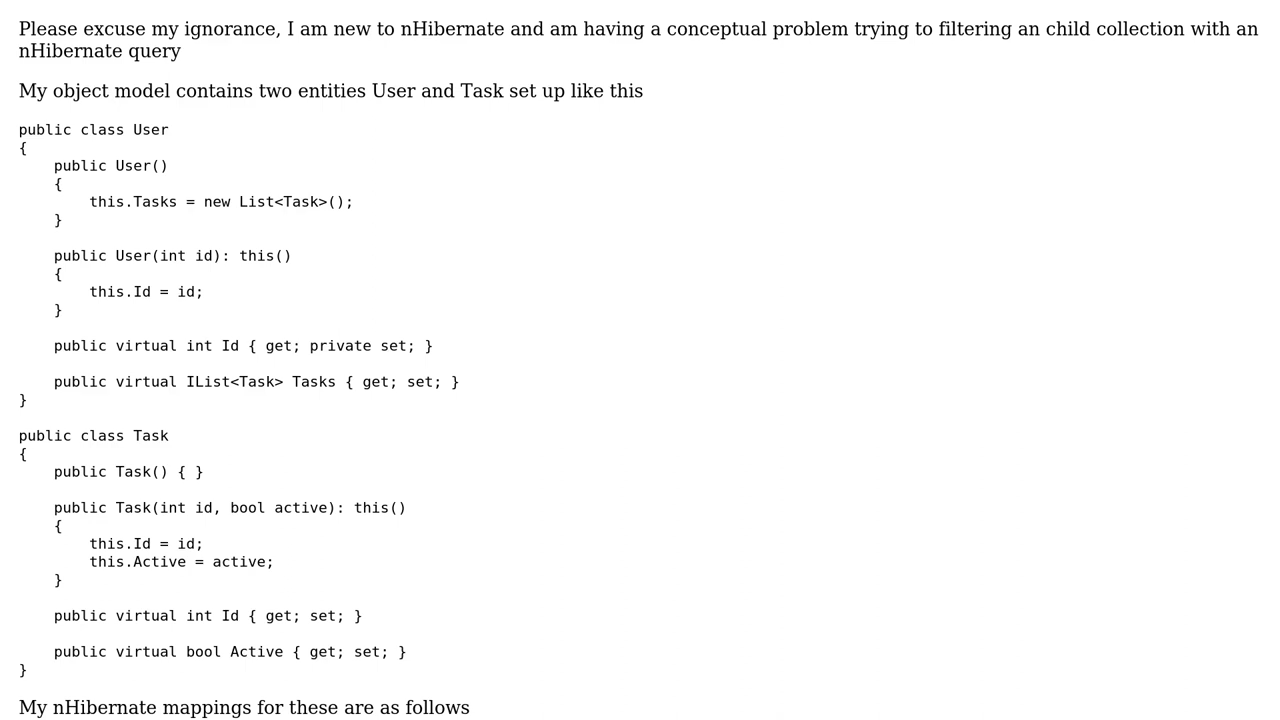 Please excuse my ignorance, I am new to nHibernate and am having a conceptual problem trying to filtering an child collection with an
nHibernate query
My object model contains two entities User and Task set up like this
public class User
{
    public User()
    {
        this.Tasks = new List<Task>();
    }

    public User(int id): this()
    {
        this.Id = id;
    }

    public virtual int Id { get; private set; }

    public virtual IList<Task> Tasks { get; set; }
}

public class Task
{
    public Task() { }

    public Task(int id, bool active): this()
    {
        this.Id = id;
        this.Active = active;
    }

    public virtual int Id { get; set; }

    public virtual bool Active { get; set; }
}
My nHibernate mappings for these are as follows